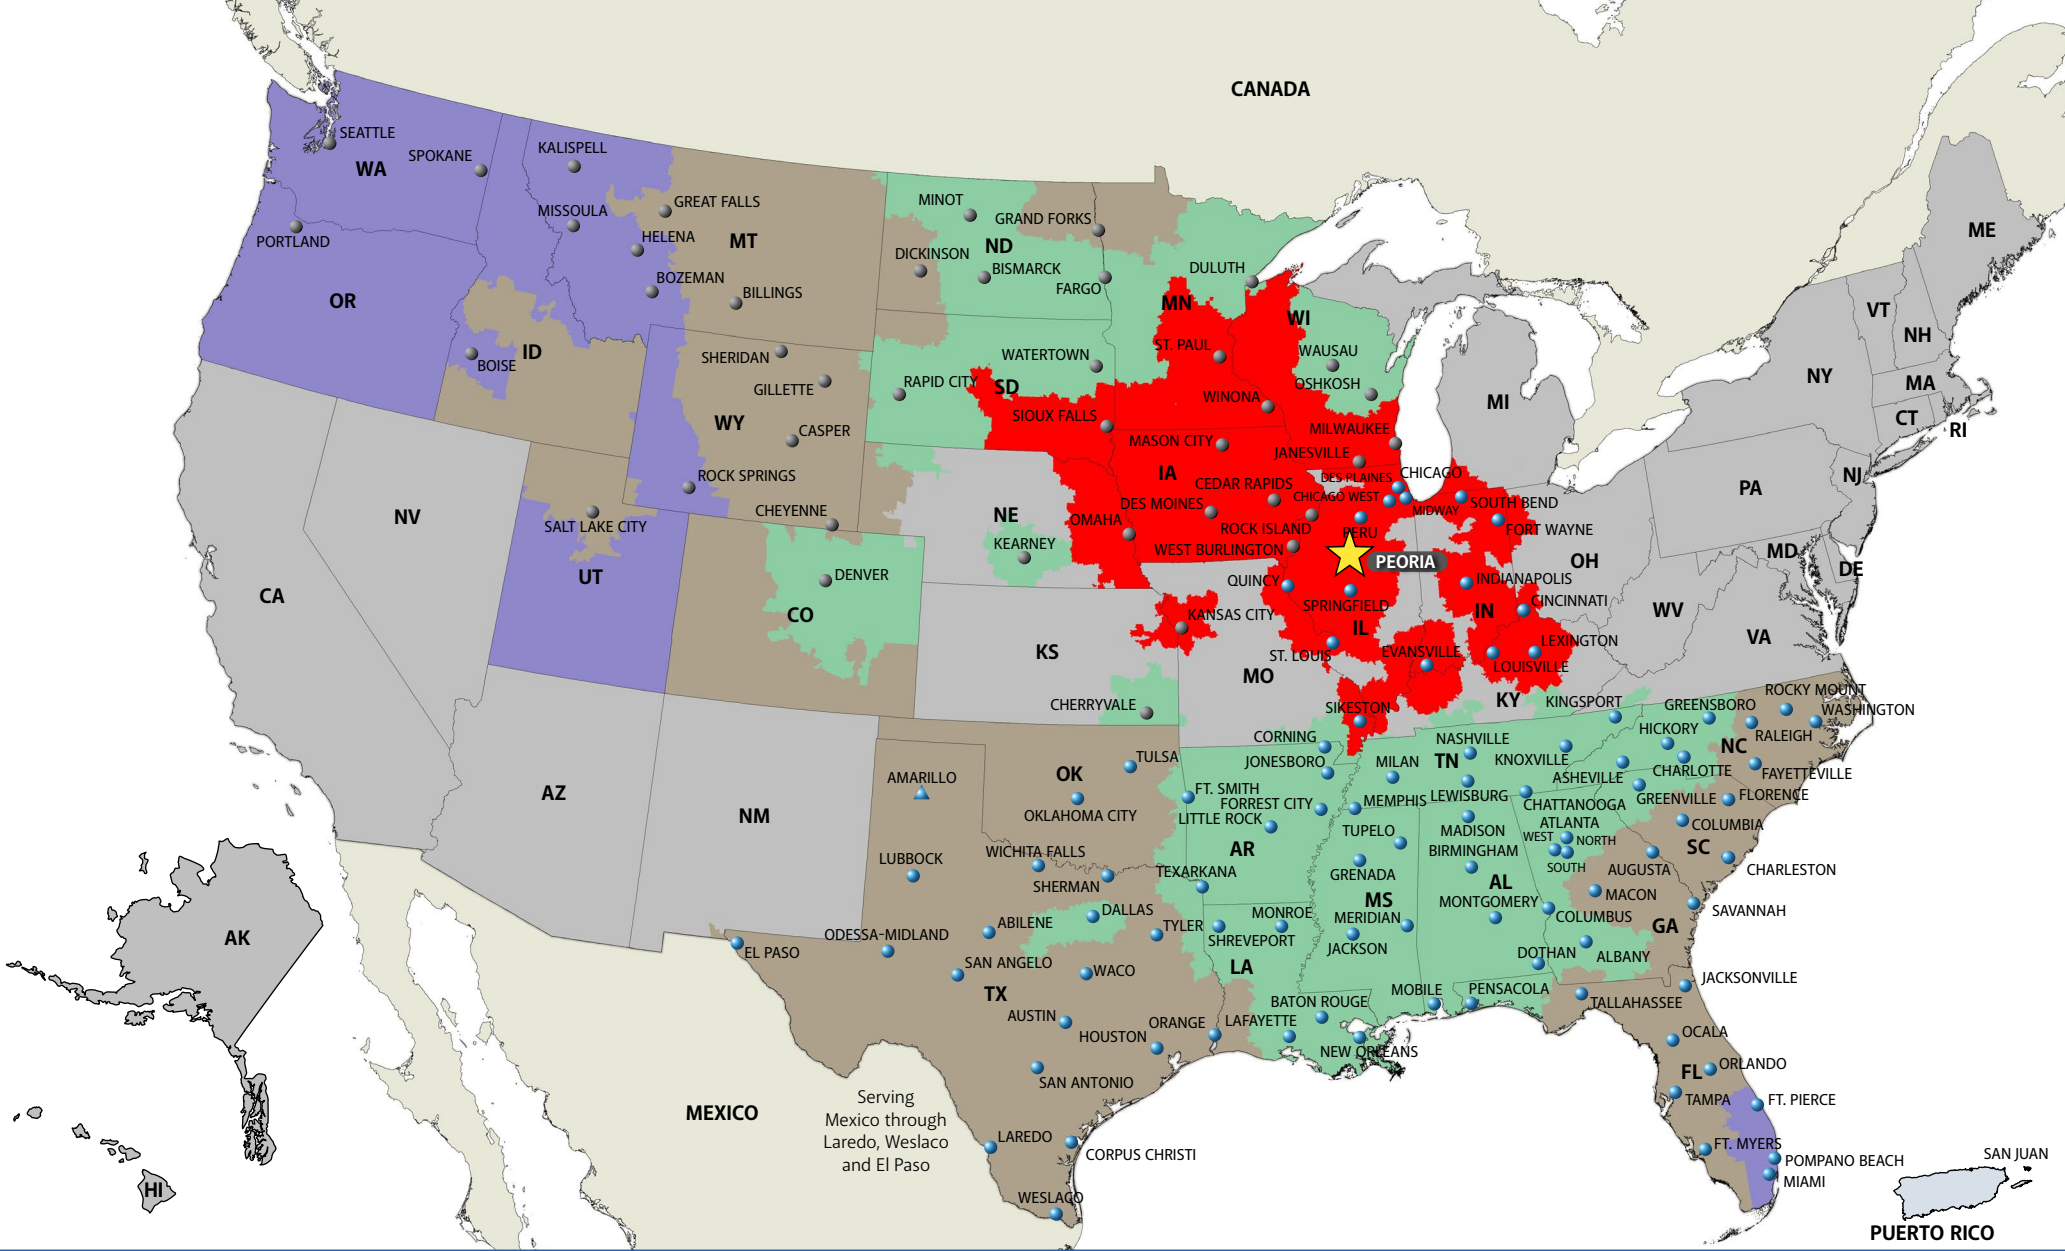 CANADA
SEATTLE
SPOKANE
WA
KALISPELL
MISSOULA
GREAT FALLS
HELENA
MT
PORTLAND
BOZEMAN
BILLINGS
OR
ID
BOISE
MINOT
GRAND FORKS
ND
DICKINSON
BISMARCK
FARGO
DULUTH
MN
WI
ST. PAUL
WAUSAU
OSHKOSH
WATERTOWN
RAPID CITY
SD
SIOUX FALLS
WINONA
MILWAUKEE
SHERIDAN
GILLETTE
WY
CASPER
ROCK SPRINGS
CHEYENNE
MASON CITY
JANESVILLE
IA
CEDAR RAPIDS
DES PLAINES
CHICAGO
CHICAGO WEST
MIDWAY
SOUTH BEND
FORT WAYNE
DES MOINES
OMAHA
ROCK ISLAND
PERU
WEST BURLINGTON
PEORIA
MI
ME
VT
NH
NY
MA
CT
RI
PA
NJ
OH
MD
DE
WV
VA
NV
CA
SALT LAKE CITY
UT
NE
KEARNEY
DENVER
CO
KS
CHERRYVALE
QUINCY
SPRINGFIELD
INDIANAPOLIS
CINCINNATI
IN
IL
KANSAS CITY
ST. LOUIS
MO
EVANSVILLE
LEXINGTON
LOUISVILLE
KY
SIKESTON
KINGSPORT
GREENSBORO
ROCKY MOUNT
WASHINGTON
HICKORY
RALEIGH
NC
CORNING
JONESBORO
NASHVILLE
TN
MILAN
KNOXVILLE
ASHEVILLE
CHARLOTTE
FAYETTEVILLE
AZ
NM
AMARILLO
OK
TULSA
OKLAHOMA CITY
FT. SMITH
FORREST CITY
MEMPHIS
LEWISBURG
CHATTANOOGA
GREENVILLE
FLORENCE
LITTLE ROCK
TUPELO
MADISON
ATLANTA
WEST
NORTH
SOUTH
COLUMBIA
SC
AR
BIRMINGHAM
LUBBOCK
WICHITA FALLS
SHERMAN
TEXARKANA
GRENADA
AL
AUGUSTA
CHARLESTON
MS
MONTGOMERY
MACON
DALLAS
ABILENE
TYLER
MONROE
SHREVEPORT
MERIDIAN
JACKSON
COLUMBUS
GA
SAVANNAH
EL PASO
ODESSA-MIDLAND
SAN ANGELO
WACO
LA
DOTHAN
ALBANY
JACKSONVILLE
TX
AUSTIN
HOUSTON
ORANGE
LAFAYETTE
BATON ROUGE
MOBILE
PENSACOLA
TALLAHASSEE
NEW ORLEANS
OCALA
SAN ANTONIO
FL
ORLANDO
TAMPA
FT. PIERCE
AK
HI
MEXICO
Serving
Mexico through
Laredo, Weslaco
and El Paso
LAREDO
CORPUS CHRISTI
WESLACO
FT. MYERS
POMPANO BEACH
MIAMI
SAN JUAN
PUERTO RICO